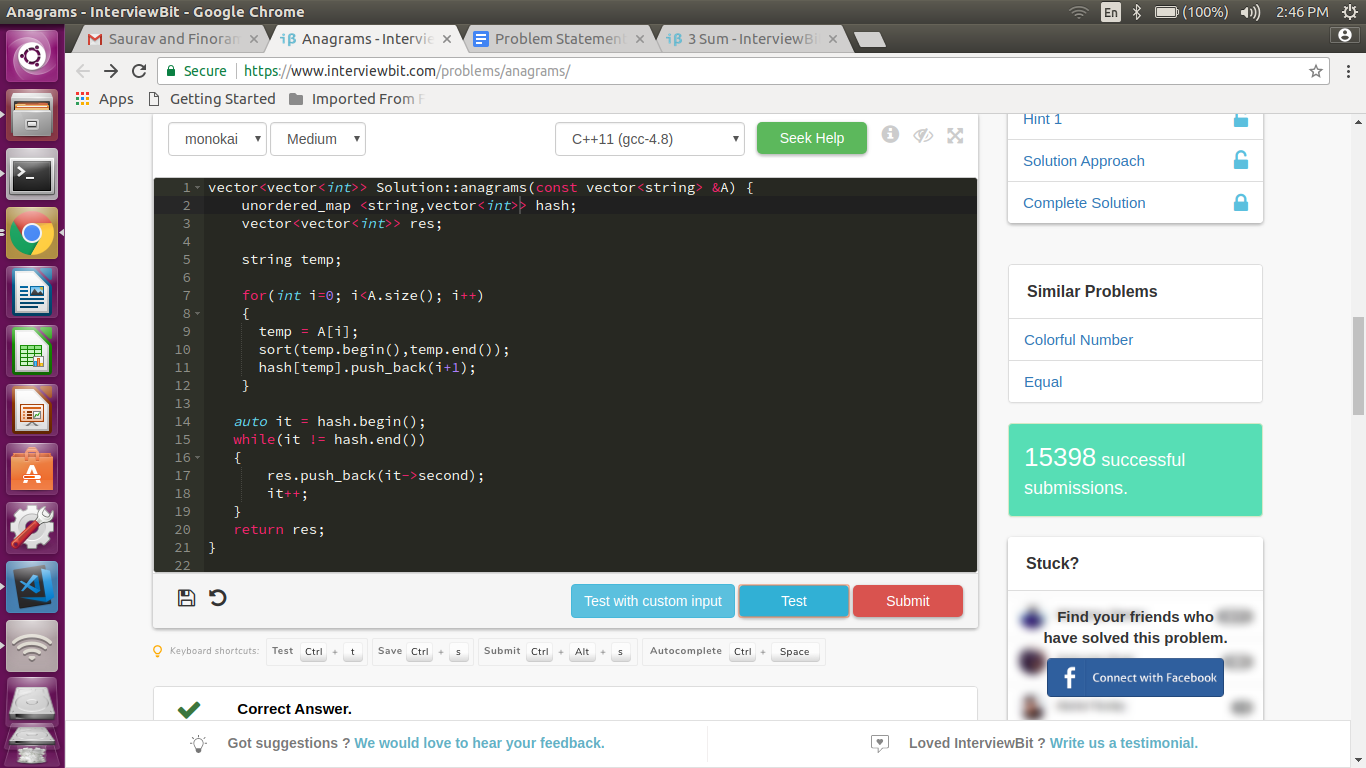 Anagrams - InterviewBit - Google Chrome
En
(100%)
2:46 PM
Saurav and Finoran
Anagrams - Intervie
Problem Statement
3 Sum - InterviewBi
Secure
https://www.interviewbit.com/problems/anagrams/
Apps
Getting Started
Imported From F
monokai
Medium
C++11 (gcc-4.8)
Seek Help
1 vector<vector<int>> Solution::anagrams(const vector<string> &A) {
2 unordered_map <string,vector<int>> hash;
3 vector<vector<int>> res;
4
5 string temp;
6
7 for(int i=0; i<A.size(); i++)
8 {
9 temp = A[i];
10 sort(temp.begin(),temp.end());
11 hash[temp].push_back(i+1);
12 }
13
14 auto it = hash.begin();
15 while(it != hash.end())
16 {
17 res.push_back(it->second);
18 it++;
19 }
20 return res;
21 }
22
Test with custom input
Test
Submit
Keyboard shortcuts: Test Ctrl + t Save Ctrl + s Submit Ctrl + Alt + s Autocomplete Ctrl + Space
Correct Answer.
Hint 1
Solution Approach
Complete Solution
Similar Problems
Colorful Number
Equal
15398 successful
submissions.
Stuck?
Find your friends who
have solved this problem.
Connect with Facebook
Got suggestions ? We would love to hear your feedback.
Loved InterviewBit ? Write us a testimonial.